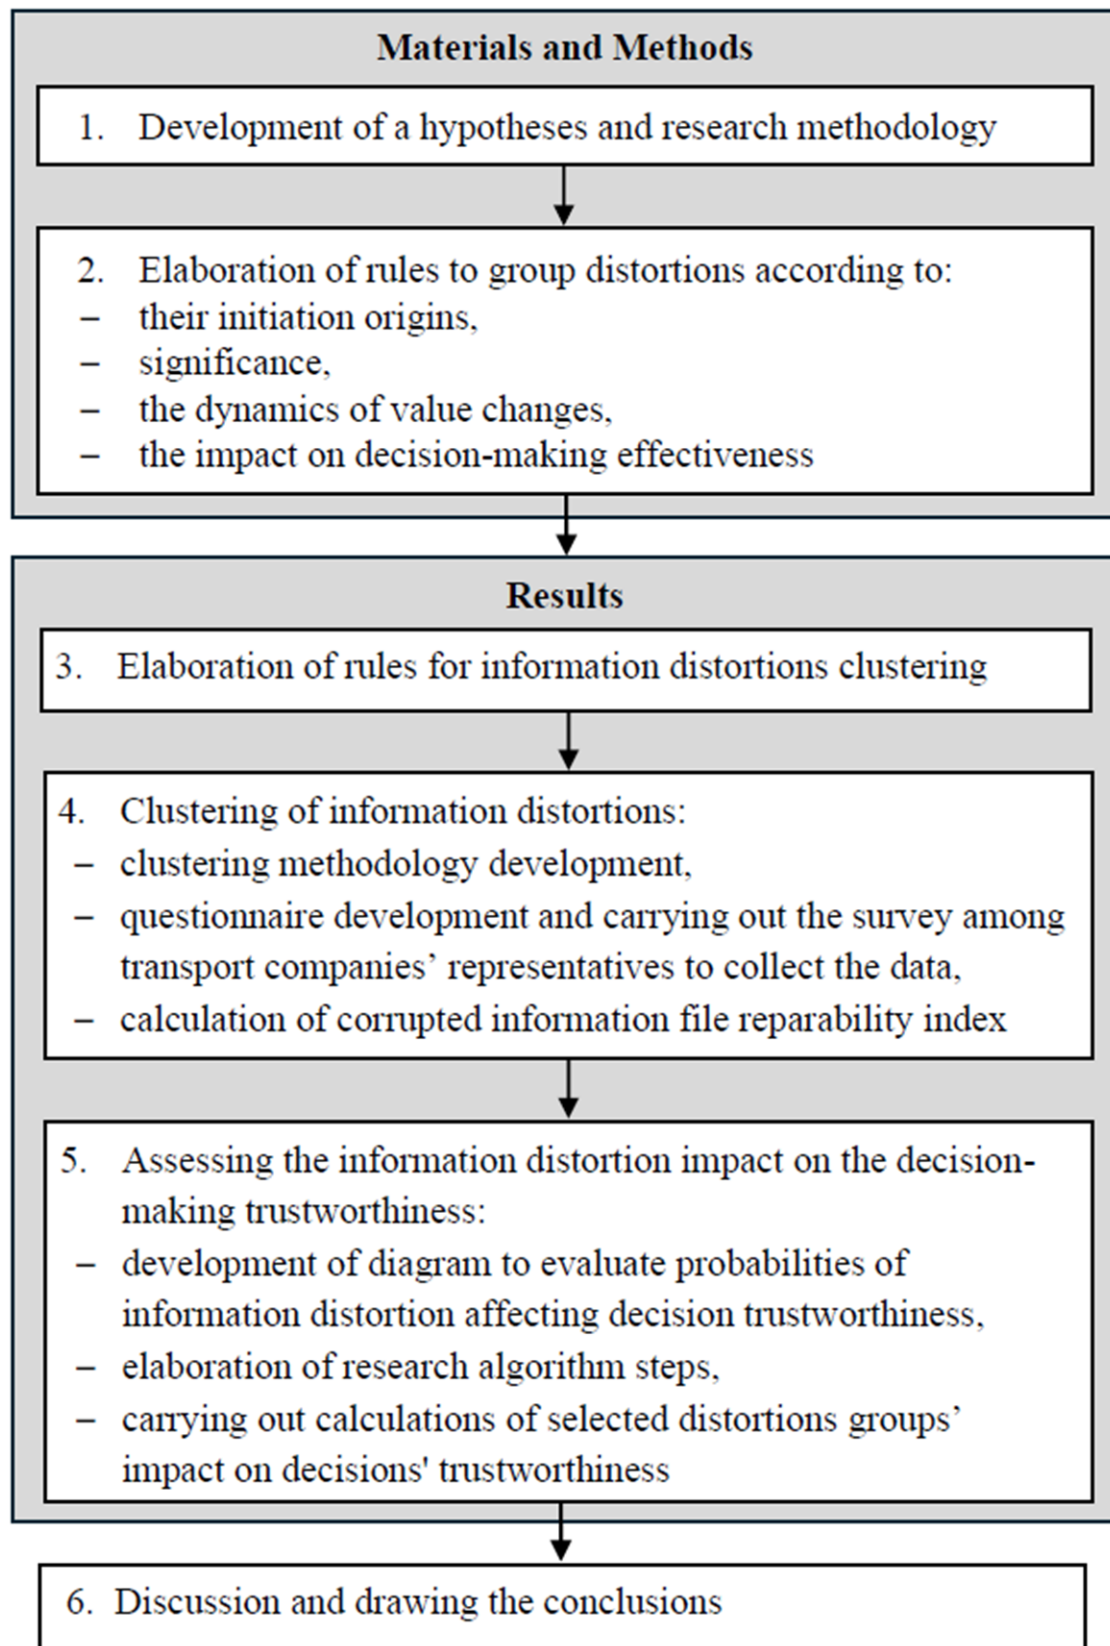 Materials and Methods
1. Development of a hypotheses and research methodology
2. Elaboration of rules to group distortions according to:
– their initiation origins,
– significance,
– the dynamics of value changes,
– the impact on decision-making effectiveness
Results
3. Elaboration of rules for information distortions clustering
4. Clustering of information distortions:
– clustering methodology development,
– questionnaire development and carrying out the survey among
transport companies’ representatives to collect the data,
– calculation of corrupted information file reparability index
5. Assessing the information distortion impact on the decision-
making trustworthiness:
– development of diagram to evaluate probabilities of
information distortion affecting decision trustworthiness,
– elaboration of research algorithm steps,
– carrying out calculations of selected distortions groups’
impact on decisions' trustworthiness
6. Discussion and drawing the conclusions